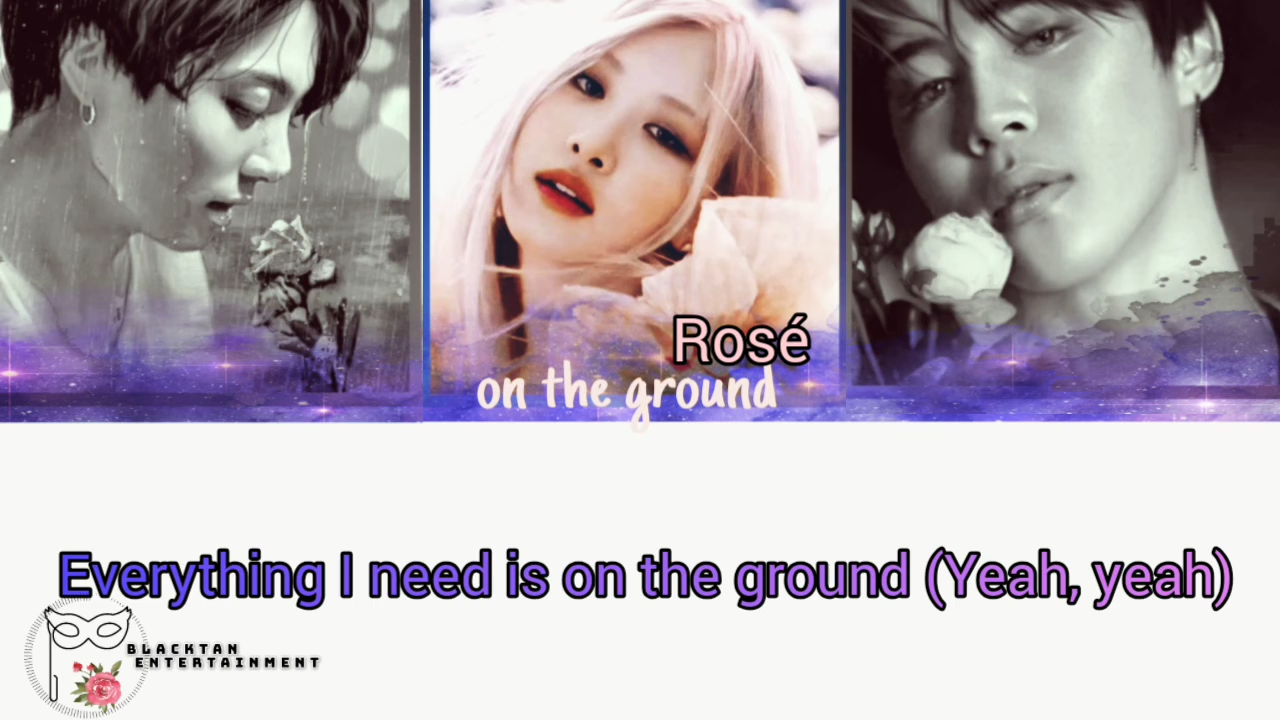 Rosé
on the ground
Everything I need is on the ground (Yeah, yeah)
BLACKTAN
ENTERTAINMENT